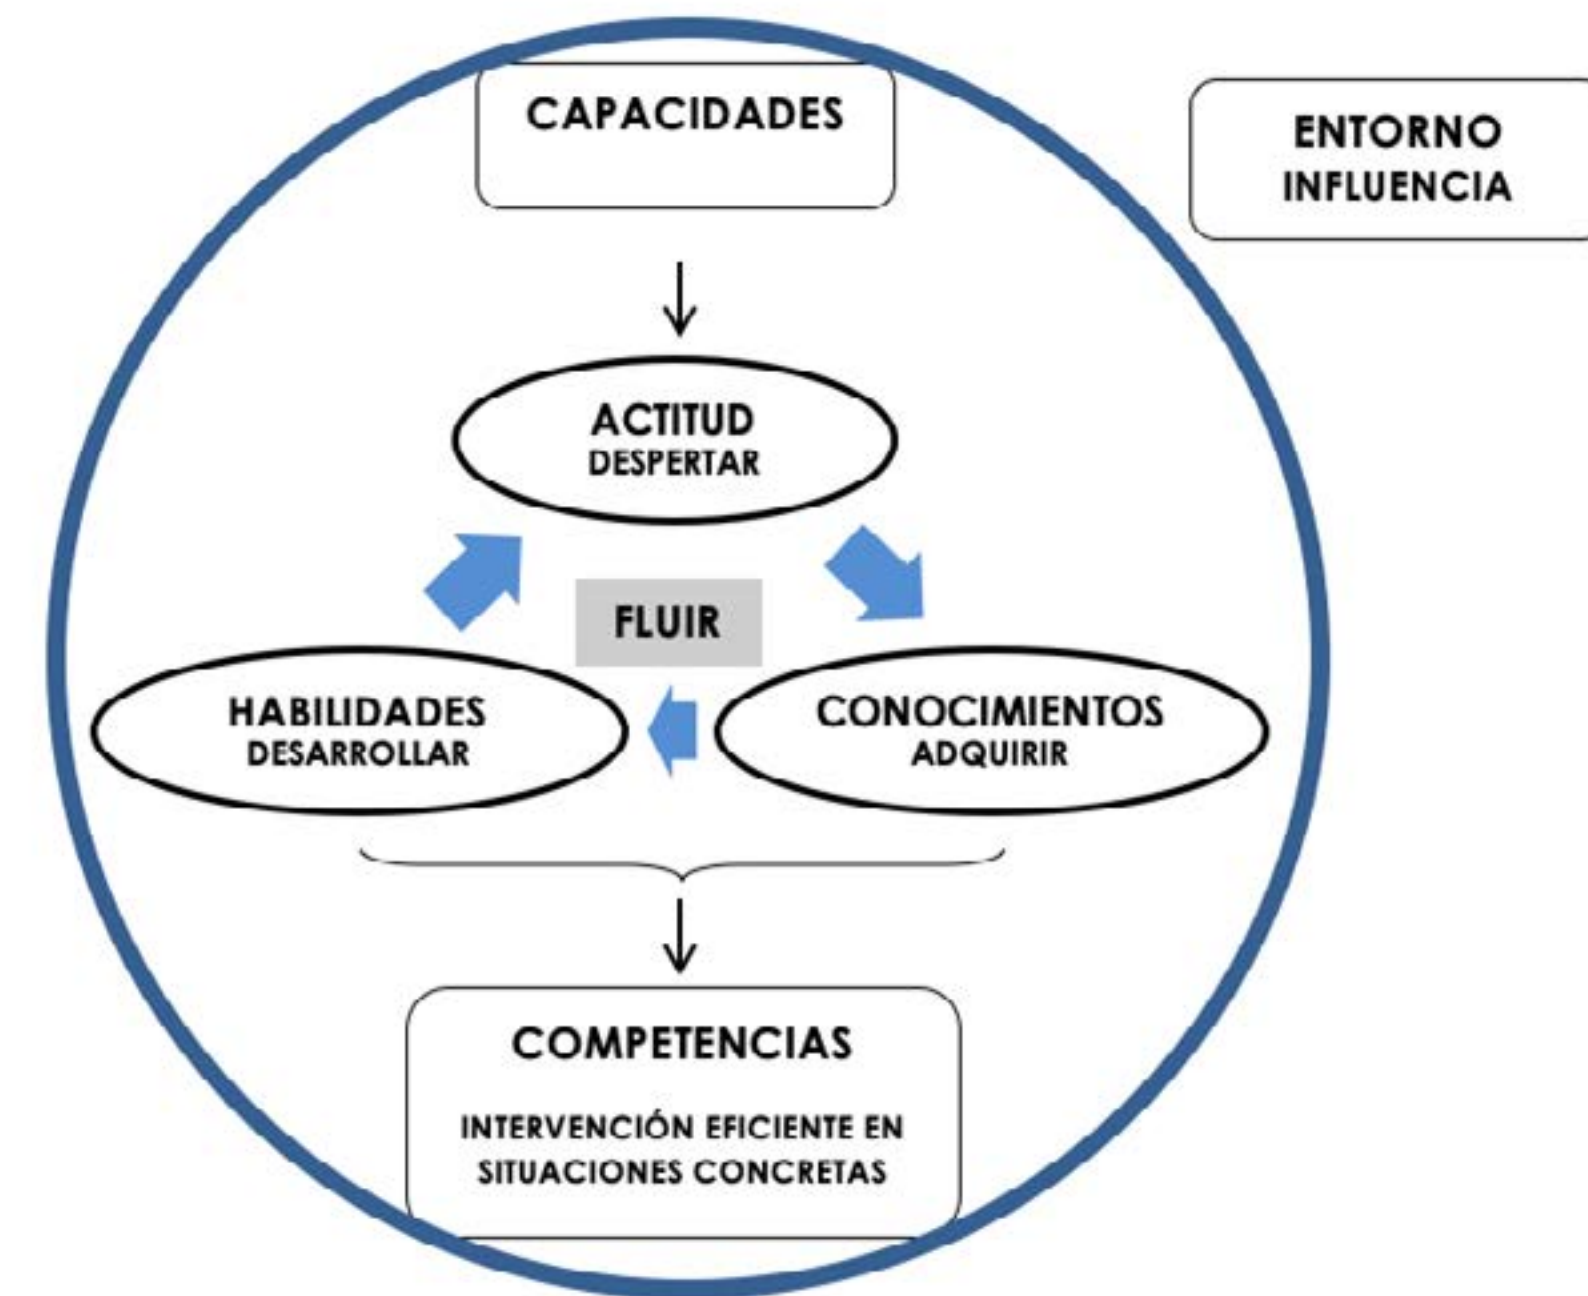 CAPACIDADES
ENTORNO
INFLUENCIA
ACTITUD
DESPERTAR
FLUIR
HABILIDADES
DESARROLLAR
CONOCIMIENTOS
ADQUIRIR
COMPETENCIAS
INTERVENCIÓN EFICIENTE EN
SITUACIONES CONCRETAS